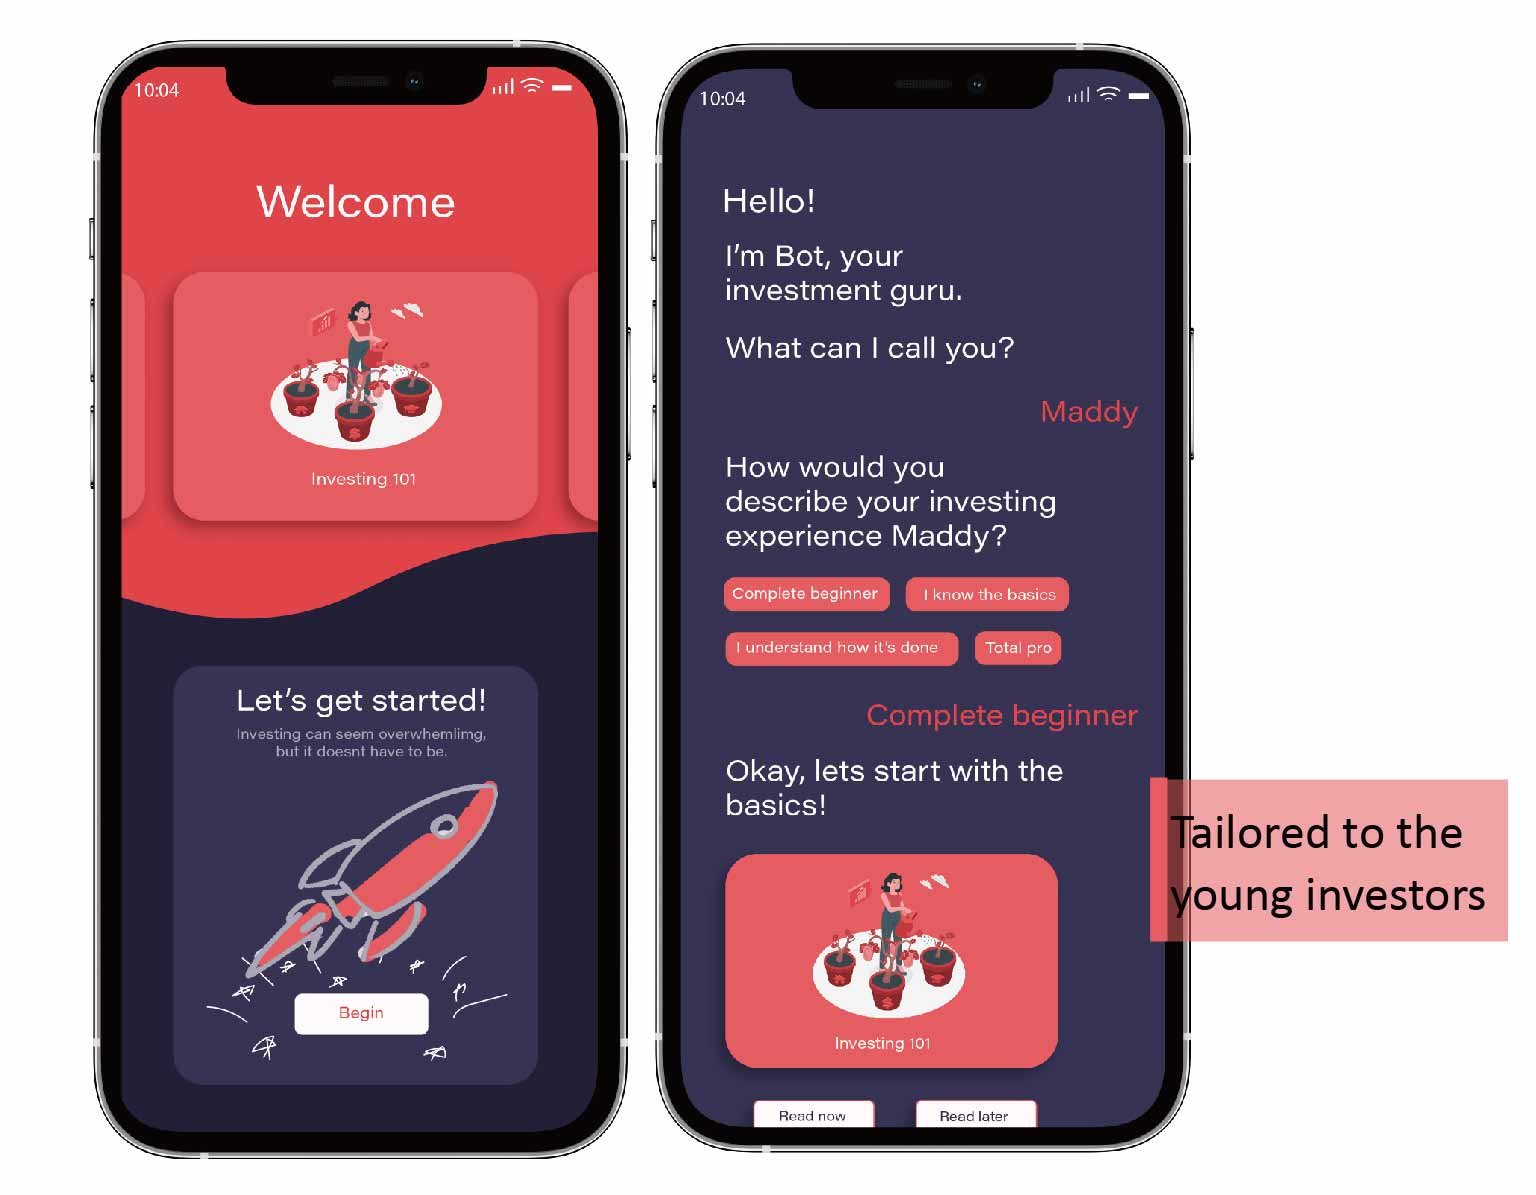 10:04
Welcome
Investing 101
Let's get started!
Investing can seem overwhemlimg,
but it doesnt have to be.
Begin
10:04
Hello!
I'm Bot, your
investment guru.
What can I call you?
Maddy
How would you
describe your investing
experience Maddy?
Complete beginner
I know the basics
I understand how it's done
Total pro
Complete beginner
Okay, lets start with the
basics!
$
Investing 101
Read now
Read later
Tailored to the
young investors